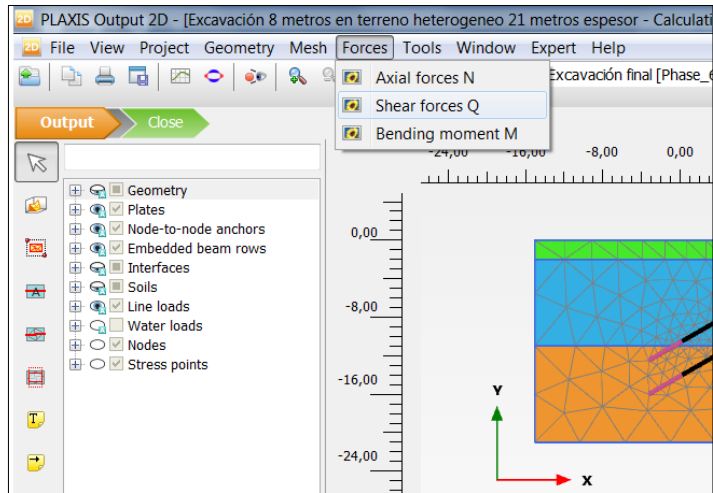 2D PLAXIS Output 2D - [Excavación 8 metros en terreno heterogeneo 21 metros espesor - Calculati
2D File View Project Geometry Mesh Forces Tools Window Expert Help
Axial forces N
Excavación final [Phase_6
Shear forces Q
Bending moment M
Output Close
-24,00 -16,00 -8,00 0,00
Geometry
Plates
Node-to-node anchors
Embedded beam rows
Interfaces
Soils
Line loads
Water loads
Nodes
Stress points
0,00
-8,00
-16,00
-24,00
A
T
Y
X